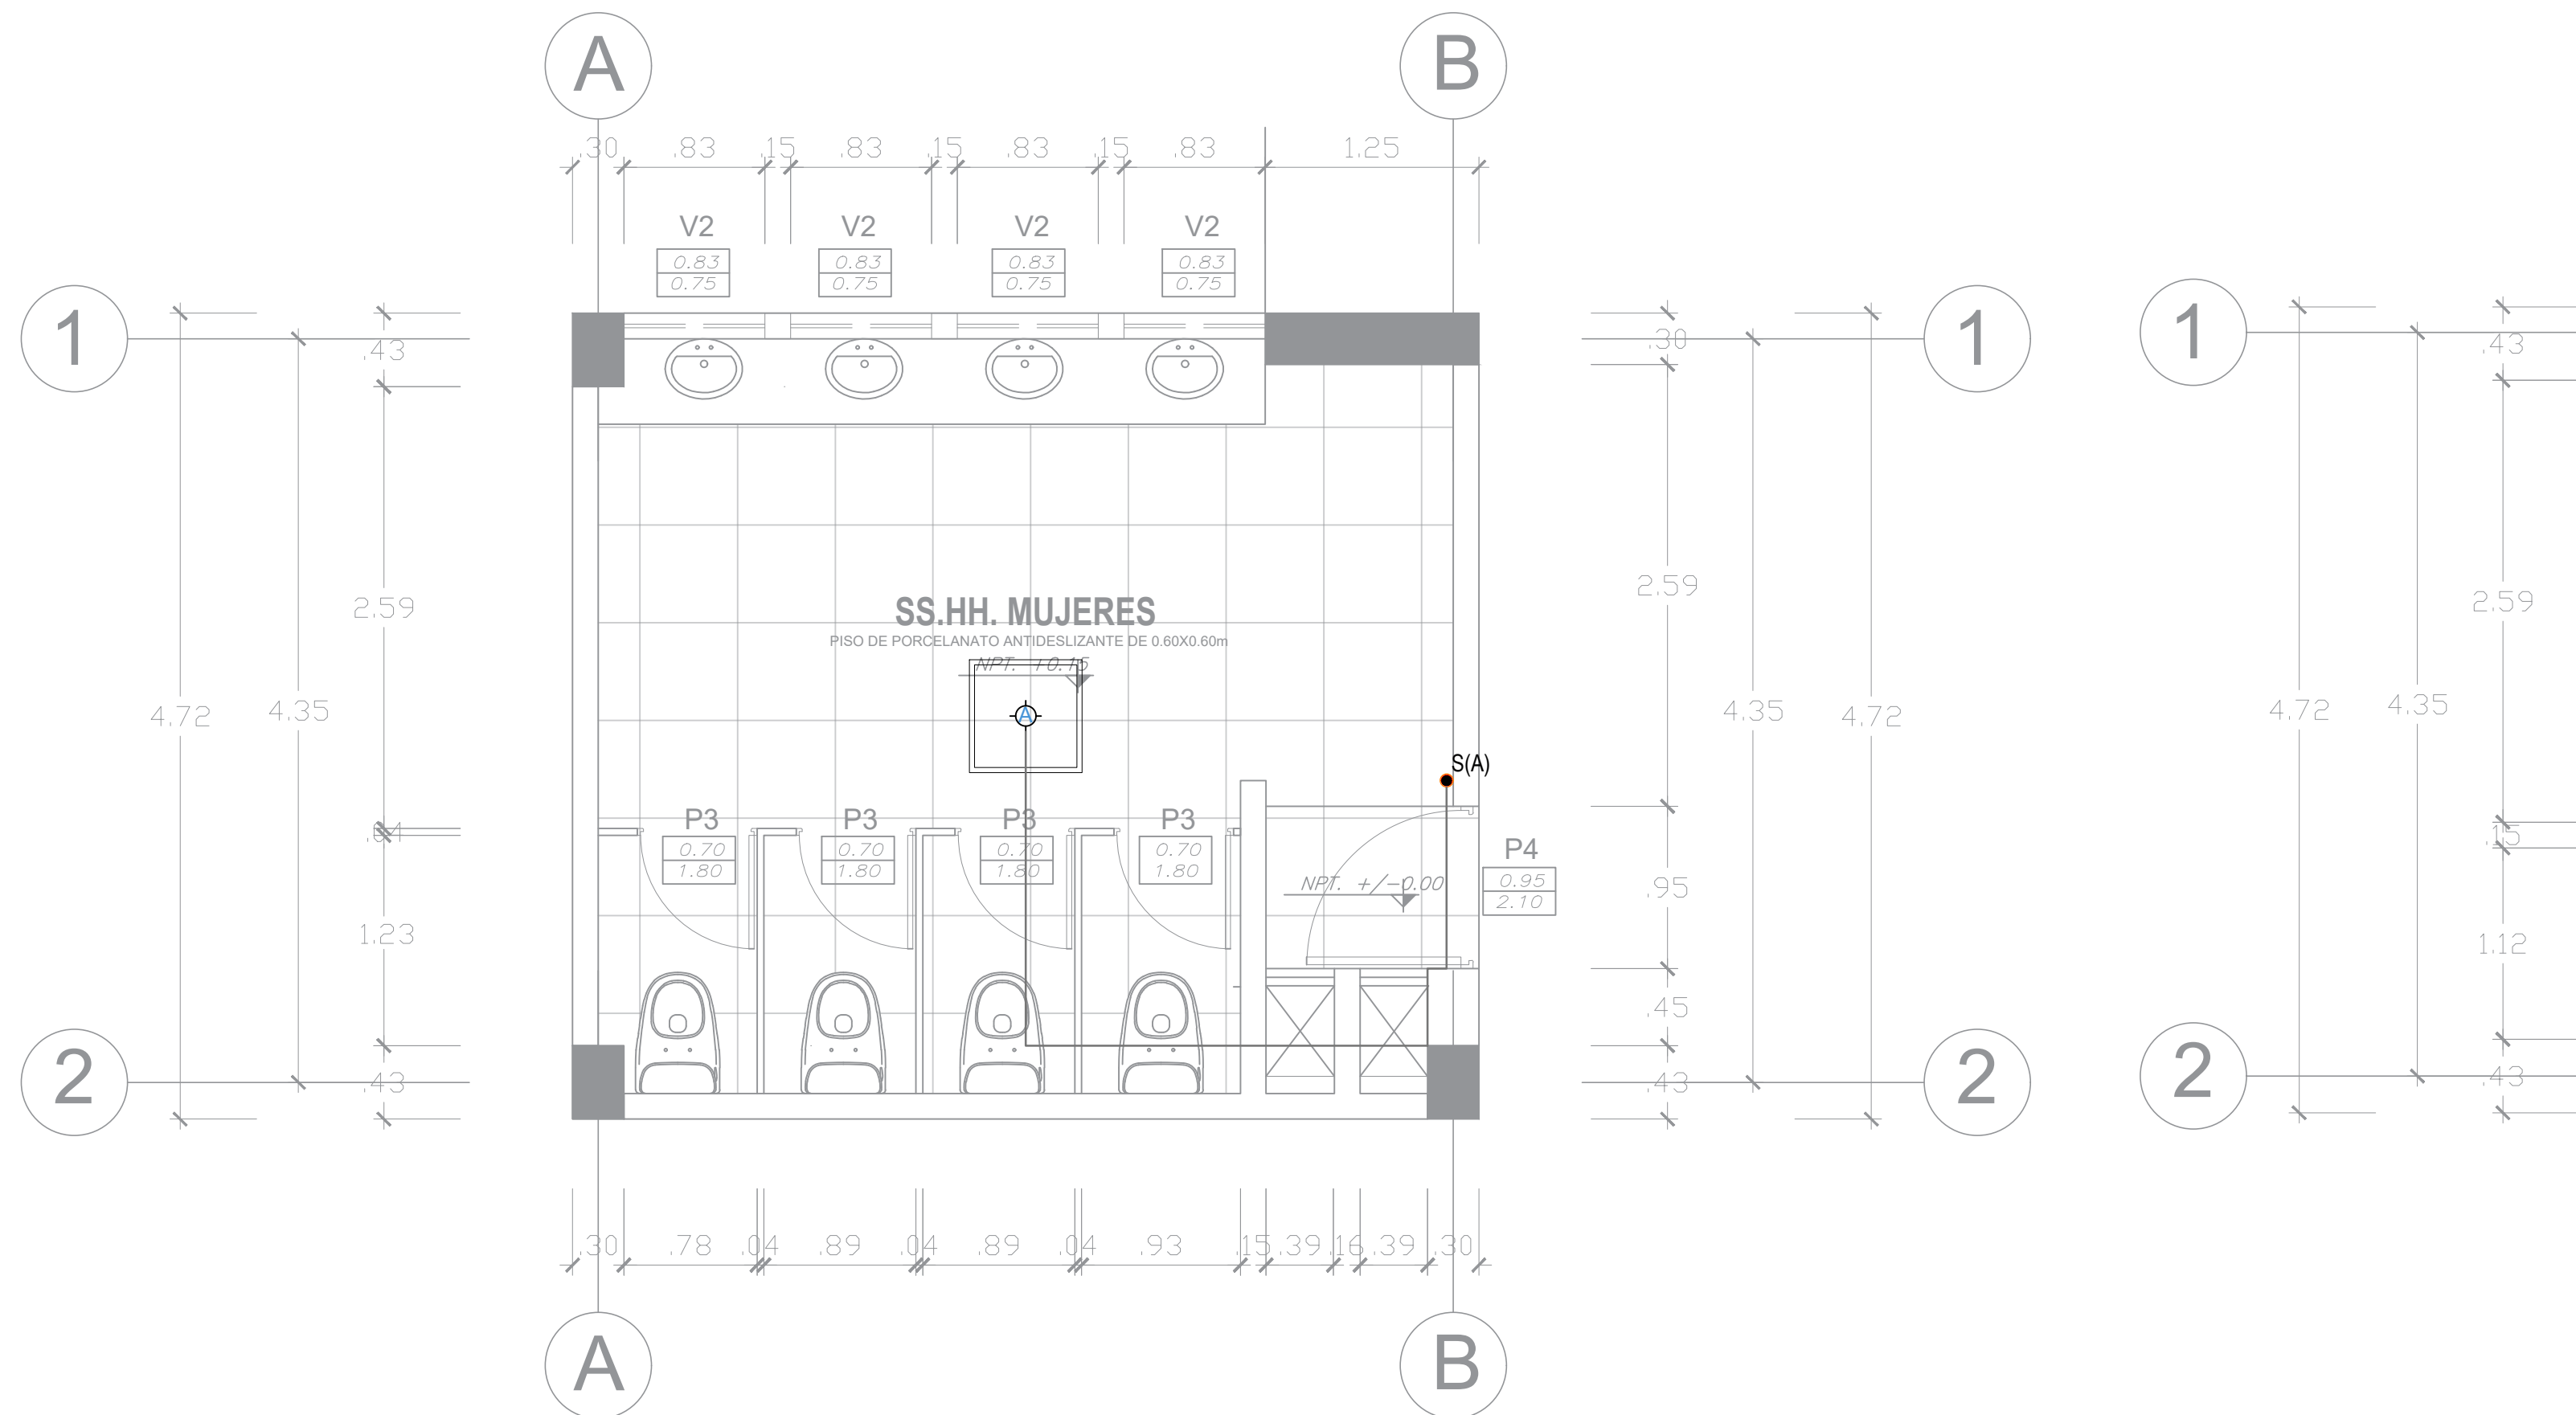 A B
.30 .83 .15 .83 .15 .83 .15 .83 1.25
V2 V2 V2 V2
0.83 0.83 0.83 0.83
0.75 0.75 0.75 0.75
1 1 1
.43 .30 .43
2.59 2.59 2.59
SS.HH. MUJERES
PISO DE PORCELANATO ANTIDESLIZANTE DE 0.60X0.60m
NPT. +0.15
4.72 4.35 4.35 4.72 4.72 4.35
A
S(A)
P3 P3 P3 P3
0.70 0.70 0.70 0.70
1.80 1.80 1.80 1.80
.15
P4
0.95
2.10
NPT. +/-0.00
.95
1.23 1.12
.45
2 2 2
.43 .43 .43
.30 .78 .04 .89 .04 .89 .04 .93 .15 .39 .16 .39 .30
A B